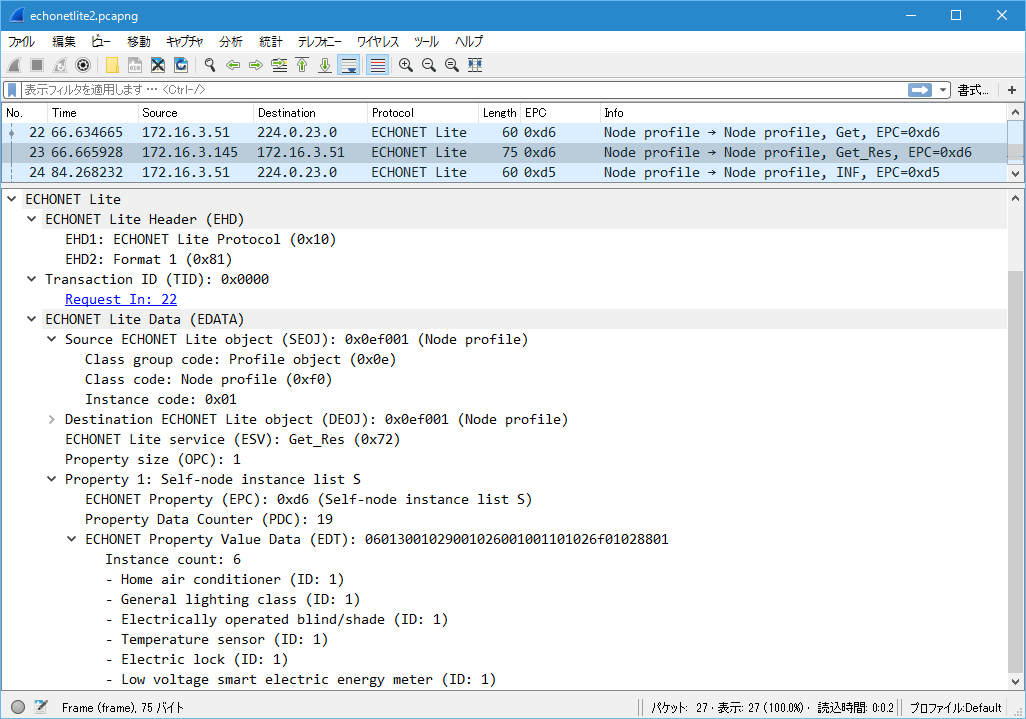 echonetlite2.pcapng
ファイル 編集 ビュー 移動 キャプチャ 分析 統計 テレフォニー ワイヤレス ツール ヘルプ
表示フィルタを適用します … <Ctrl-/> 書式… +
No. Time Source Destination Protocol Length EPC Info
22 66.634665 172.16.3.51 224.0.23.0 ECHONET Lite 60 0xd6 Node profile → Node profile, Get, EPC=0xd6
23 66.665928 172.16.3.145 172.16.3.51 ECHONET Lite 75 0xd6 Node profile → Node profile, Get_Res, EPC=0xd6
24 84.268232 172.16.3.51 224.0.23.0 ECHONET Lite 60 0xd5 Node profile → Node profile, INF, EPC=0xd5
ECHONET Lite
ECHONET Lite Header (EHD)
EHD1: ECHONET Lite Protocol (0x10)
EHD2: Format 1 (0x81)
Transaction ID (TID): 0x0000
Request In: 22
ECHONET Lite Data (EDATA)
Source ECHONET Lite object (SEOJ): 0x0ef001 (Node profile)
Class group code: Profile object (0x0e)
Class code: Node profile (0xf0)
Instance code: 0x01
Destination ECHONET Lite object (DEOJ): 0x0ef001 (Node profile)
ECHONET Lite service (ESV): Get_Res (0x72)
Property size (OPC): 1
Property 1: Self-node instance list S
ECHONET Property (EPC): 0xd6 (Self-node instance list S)
Property Data Counter (PDC): 19
ECHONET Property Value Data (EDT): 06013001029001026001001101026f01028801
Instance count: 6
- Home air conditioner (ID: 1)
- General lighting class (ID: 1)
- Electrically operated blind/shade (ID: 1)
- Temperature sensor (ID: 1)
- Electric lock (ID: 1)
- Low voltage smart electric energy meter (ID: 1)
Frame (frame), 75 バイト パケット: 27 · 表示: 27 (100.0%) · 読込時間: 0:0.2 プロファイル:Default